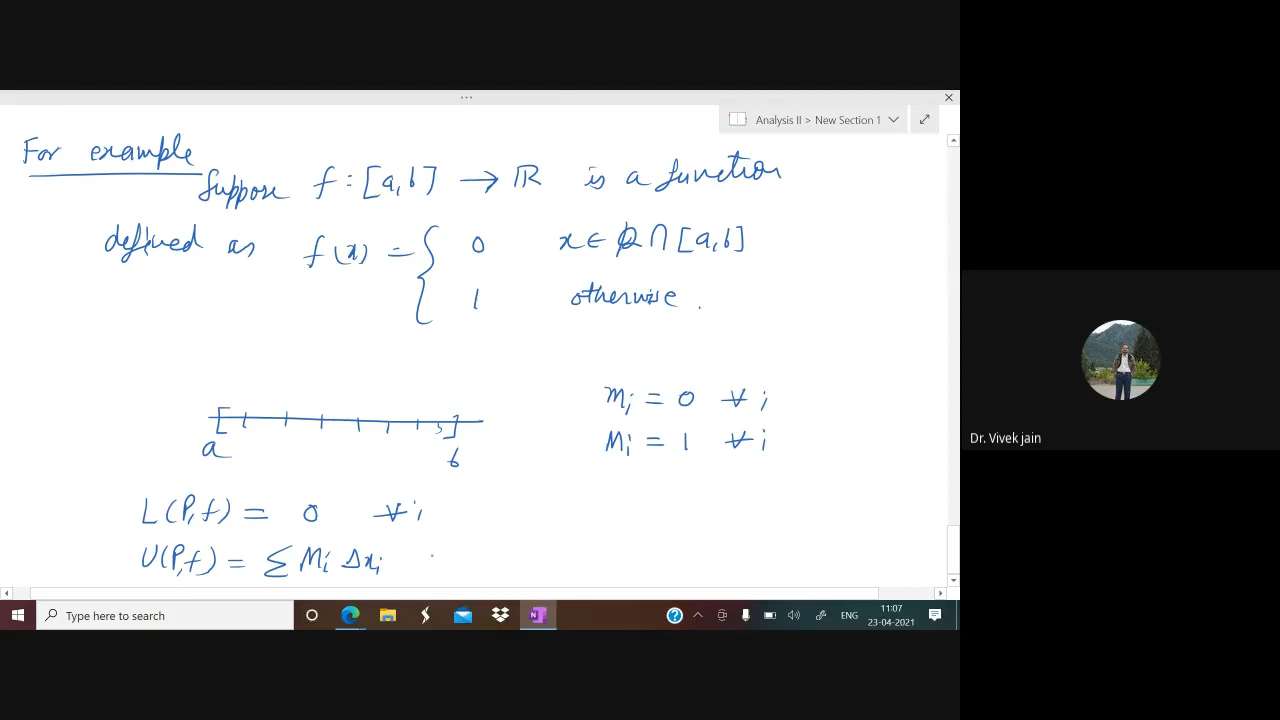 Analysis II > New Section 1
For example
Suppose f : [a,b] → ℝ is a function
defined as f(x) = { 0 x ∈ ℚ ∩ [a,b]
1 otherwise .
mᵢ = 0 ∀ i
Mᵢ = 1 ∀ i
a b
L(P,f) = 0 ∀ i
U(P,f) = Σ Mᵢ Δxᵢ
Dr. Vivek jain
Type here to search
ENG
11:07
23-04-2021